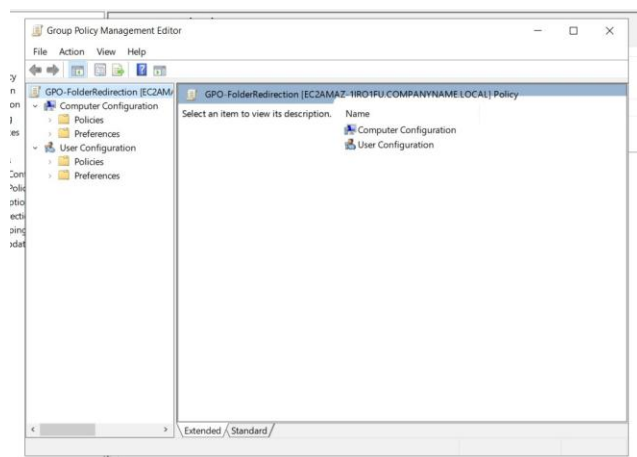 Group Policy Management Editor
File Action View Help
GPO-FolderRedirection [EC2AMA
Computer Configuration
Policies
Preferences
User Configuration
Policies
Preferences
GPO-FolderRedirection [EC2AMAZ-1IRO1FU.COMPANYNAME.LOCAL] Policy
Select an item to view its description.
Name
Computer Configuration
User Configuration
Extended Standard